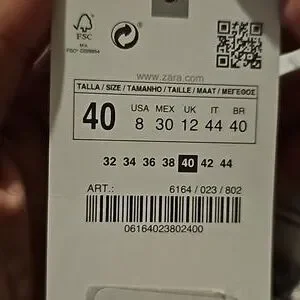 FSC
www.zara.com
TALLA / SIZE / TAMANHO / TAILLE / MAAT / ΜΕΓΕΘΟΣ
40 USA MEX UK IT BR
8 30 12 44 40
32 34 36 38 40 42 44
ART.: 6164 / 023 / 802
06164023802400